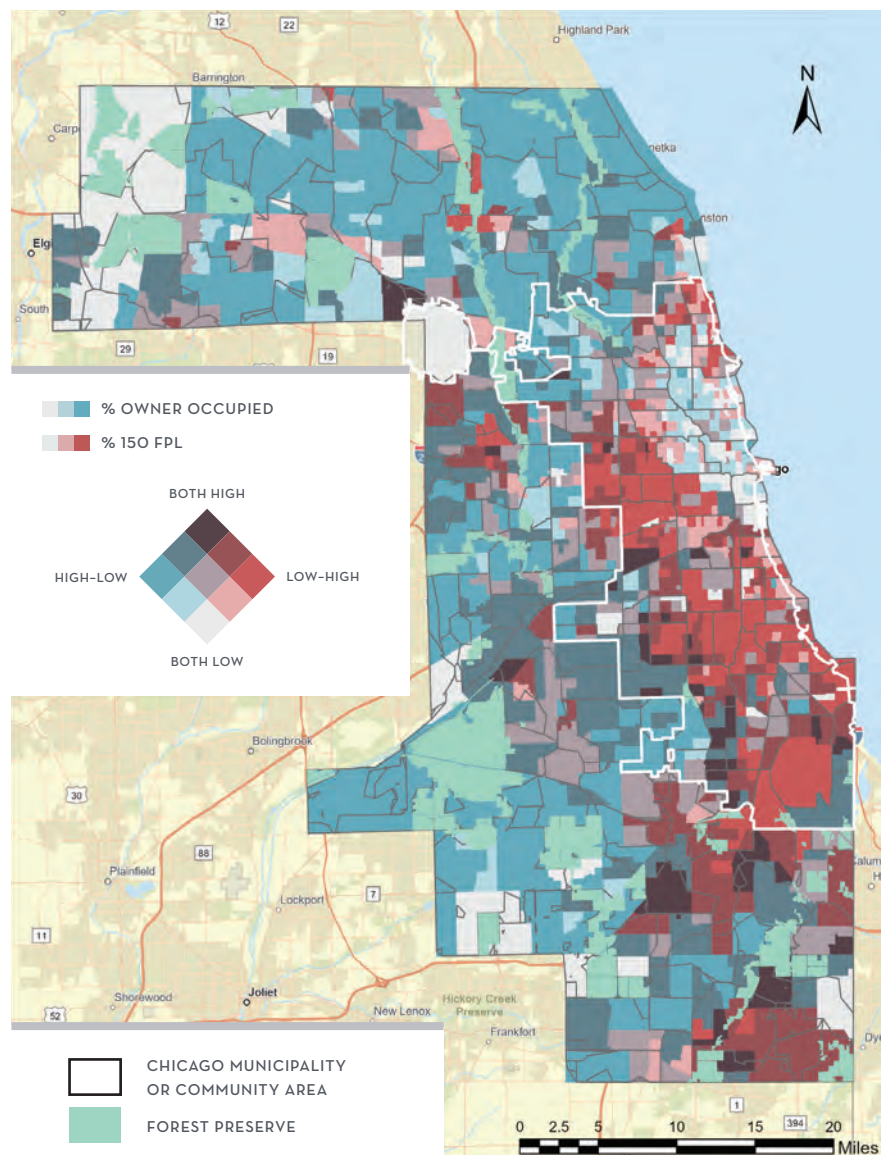 12
22
Highland Park
Barrington
N
Carp
netka
nston
Elg
South
29
19
% OWNER OCCUPIED
% 150 FPL
BOTH HIGH
HIGH–LOW
LOW–HIGH
BOTH LOW
go
Bolingbrook
30
88
Plainfield
7
Lockport
11
Calum
H
Shorewood
Joliet
52
New Lenox
Hickory Creek
Preserve
Frankfort
Dye
CHICAGO MUNICIPALITY
OR COMMUNITY AREA
FOREST PRESERVE
1
394
0 2.5 5 10 15 20
Miles